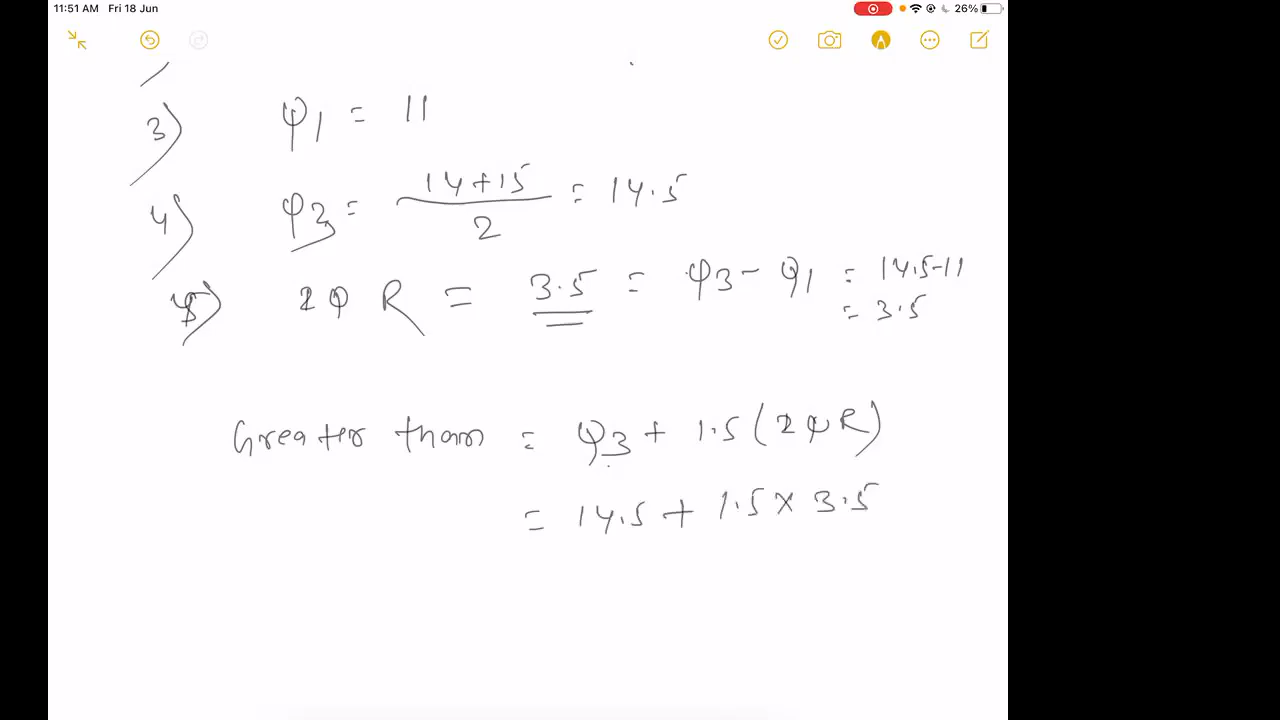 11:51 AM Fri 18 Jun 26%
3) Q1 = 11
4) Q3 = 14+15 / 2 = 14.5
5) IQR = 3.5 = Q3 - Q1 = 14.5-11
= 3.5
Greater than = Q3 + 1.5 (IQR)
= 14.5 + 1.5 × 3.5